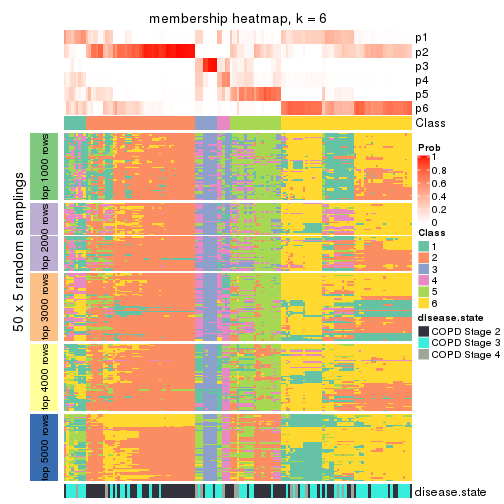 membership heatmap, k = 6
p1
p2
p3
p4
p5
p6
Class
50 x 5 random samplings
top 1000 rows
top 2000 rows
top 3000 rows
top 4000 rows
top 5000 rows
disease.state
Prob
1
0.8
0.6
0.4
0.2
0
Class
1
2
3
4
5
6
disease.state
COPD Stage 2
COPD Stage 3
COPD Stage 4